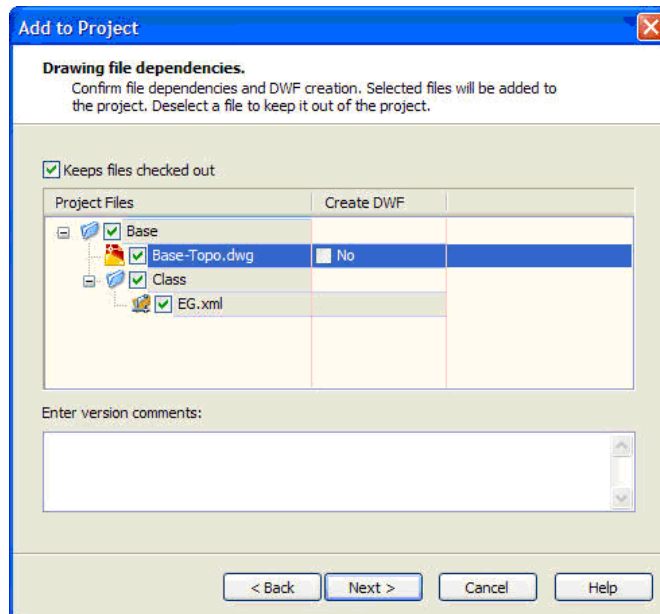 Add to Project
Drawing file dependencies.
Confirm file dependencies and DWF creation. Selected files will be added to
the project. Deselect a file to keep it out of the project.
Keeps files checked out
Project Files Create DWF
Base
Base-Topo.dwg No
Class
EG.xml
Enter version comments:
< Back Next > Cancel Help